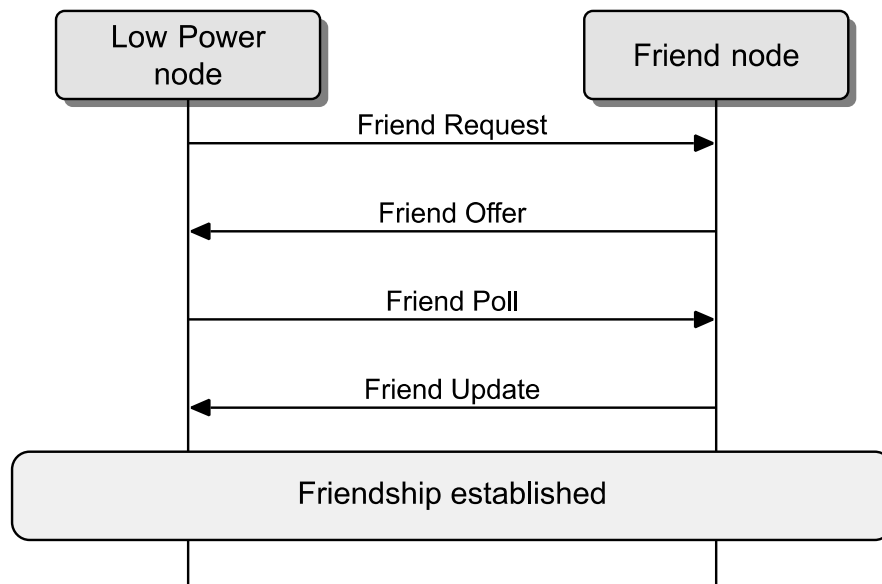 Low Power
node
Friend node
Friend Request
Friend Offer
Friend Poll
Friend Update
Friendship established